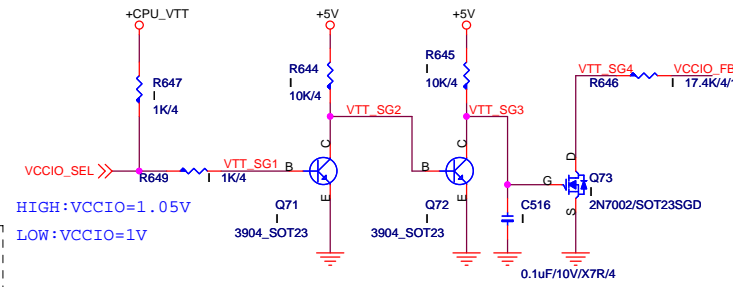 +CPU_VTT
+5V
+5V
R647
I
1K/4
R644
I
10K/4
R645
I
10K/4
VTT_SG4
R646
VCCIO_FB
I
17.4K/4/1
VTT_SG2
VTT_SG3
VCCIO_SEL
R649
I
1K/4
VTT_SG1
B
C
E
B
C
E
D
G
S
Q73
I
2N7002/SOT23SGD
Q71
I
3904_SOT23
Q72
I
3904_SOT23
C516
I
0.1uF/10V/X7R/4
HIGH:VCCIO=1.05V
LOW:VCCIO=1V